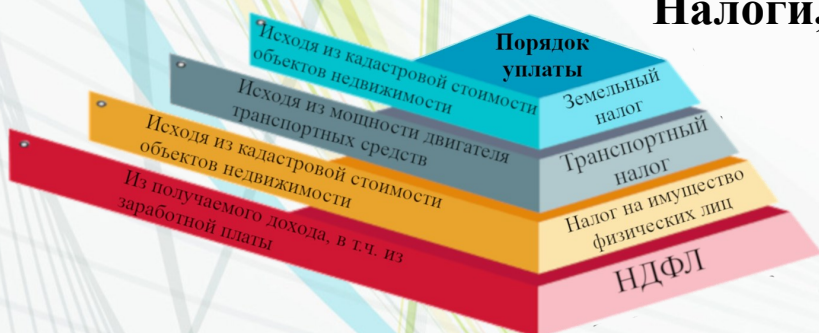 Налоги,
Порядок
уплаты
Исходя из кадастровой стоимости
объектов недвижимости
Земельный
налог
Исходя из мощности двигателя
транспортных средств
Транспортный
налог
Исходя из кадастровой стоимости
объектов недвижимости
Налог на имущество
физических лиц
Из получаемого дохода, в т.ч. из
заработной платы
НДФЛ